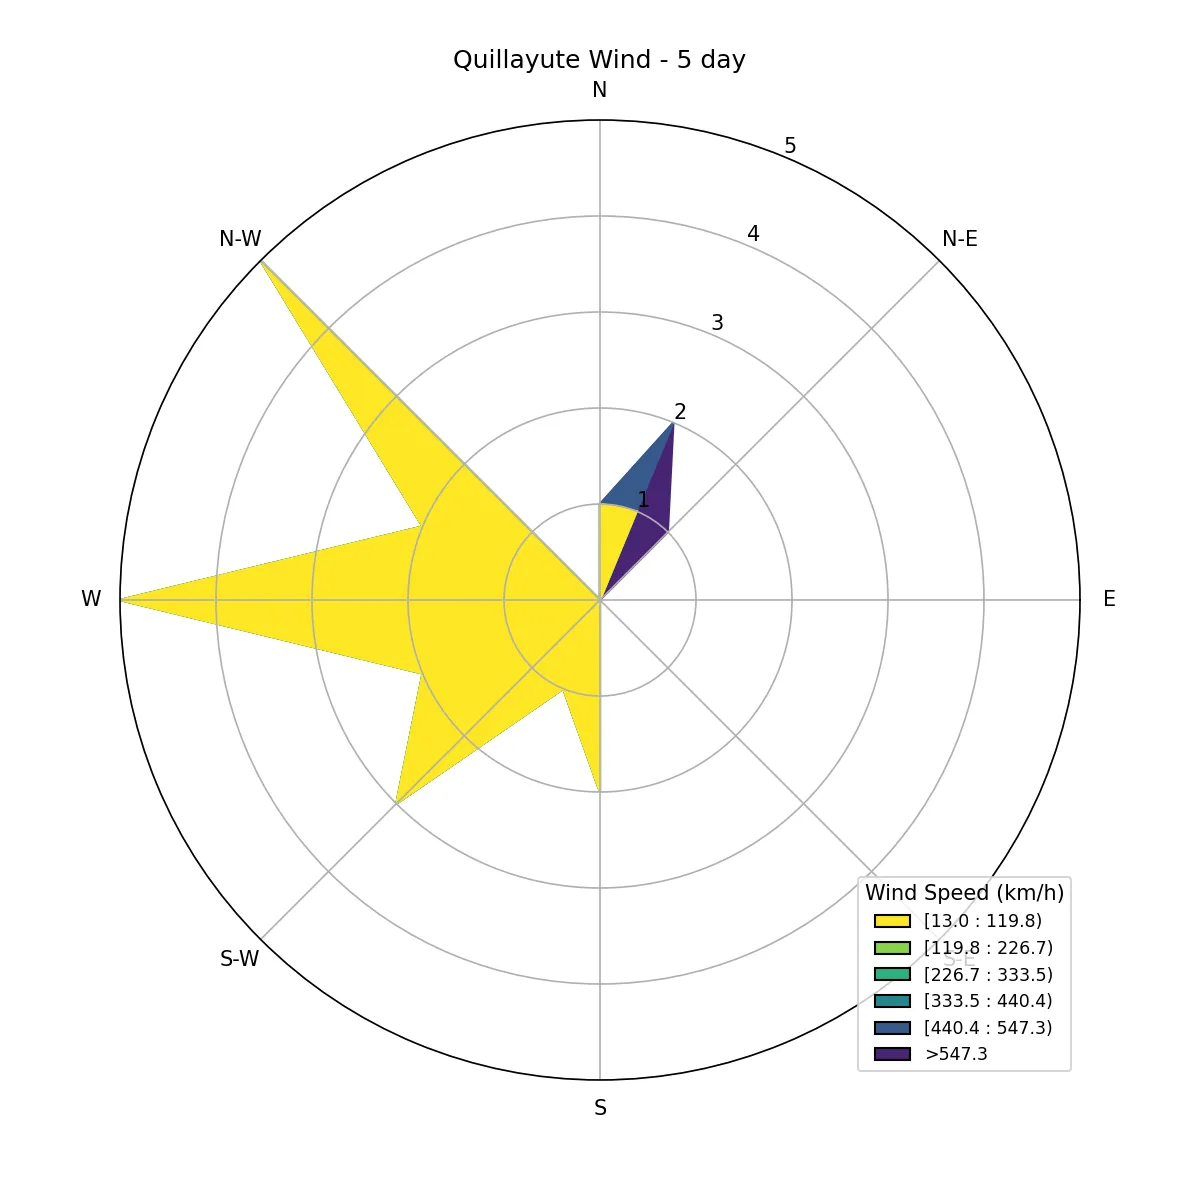 Quillayute Wind - 5 day
N
5
N-W
N-E
4
3
2
1
W
E
S-W
S-E
S
Wind Speed (km/h)
[13.0 : 119.8)
[119.8 : 226.7)
[226.7 : 333.5)
[333.5 : 440.4)
[440.4 : 547.3)
>547.3